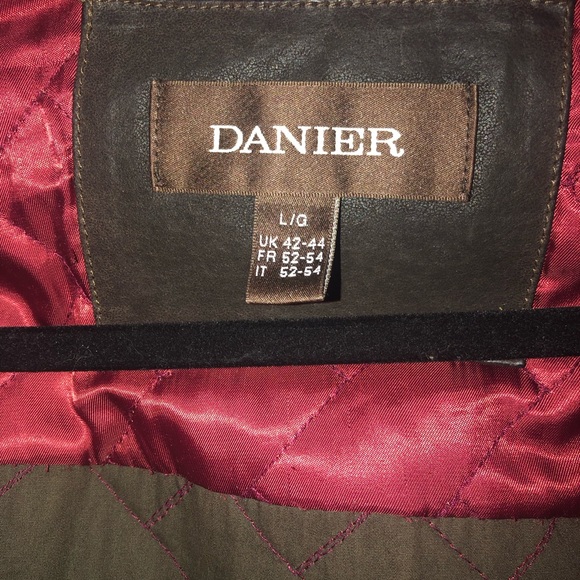 DANIER
L/G
UK 42-44
FR 52-54
IT 52-54